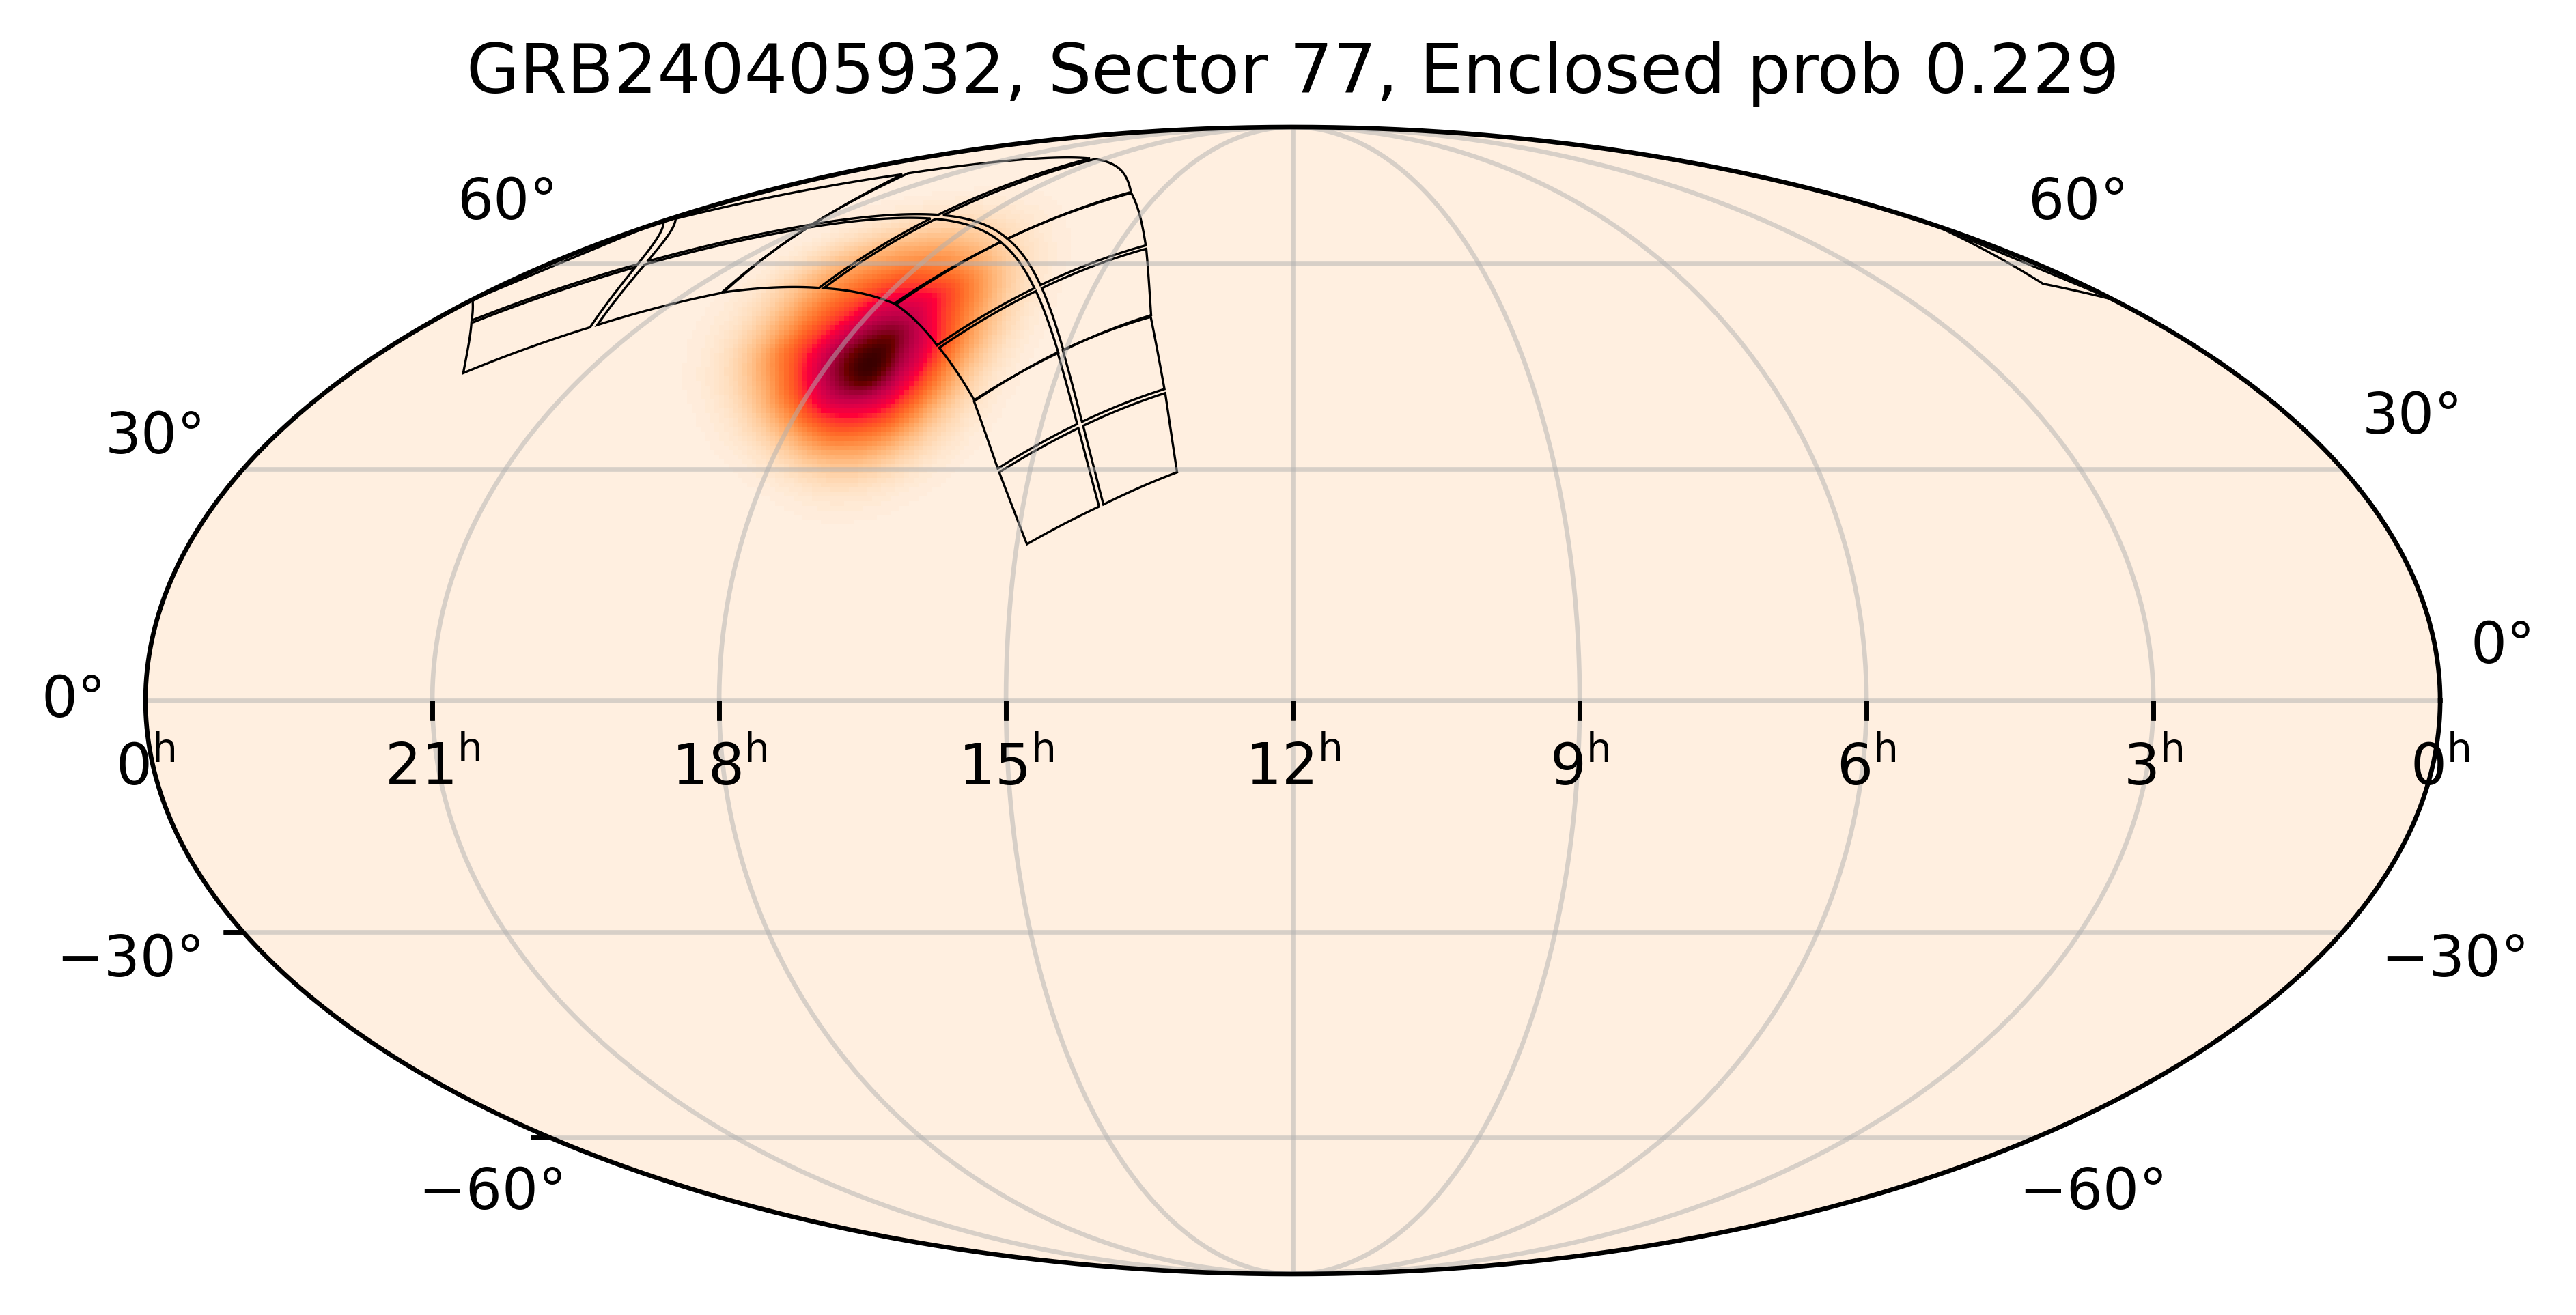 GRB240405932, Sector 77, Enclosed prob 0.229
60° 60°
30° 30°
0° 0°
0h 21h 18h 15h 12h 9h 6h 3h 0h
−30° −30°
−60° −60°